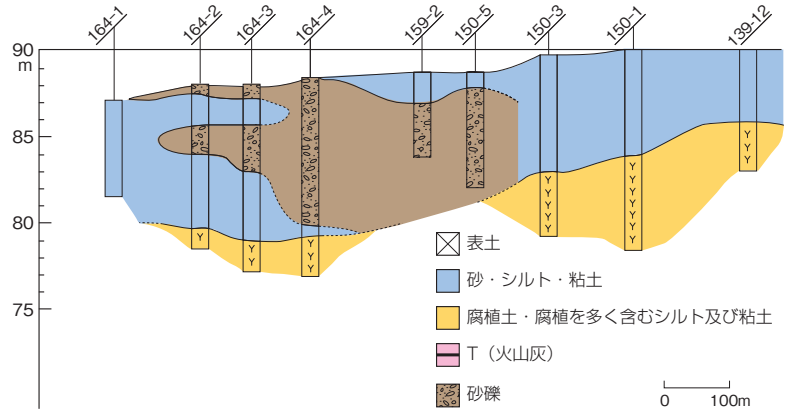 164-1
164-2
164-3
164-4
159-2
150-5
150-3
150-1
139-12
90
m
85
80
75
表土
砂・シルト・粘土
腐植土・腐植を多く含むシルト及び粘土
T（火山灰）
砂礫
0 100m